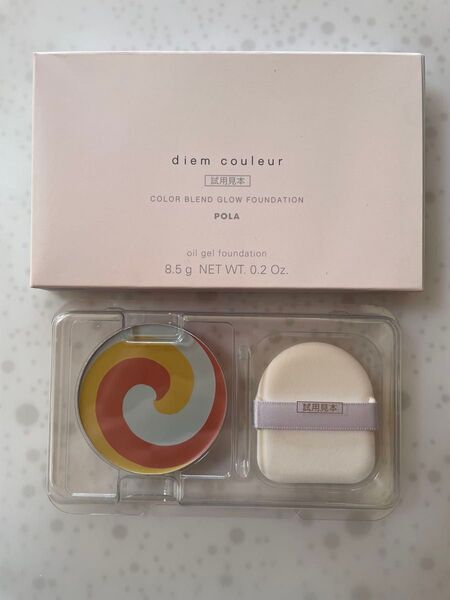 diem couleur
試用見本
COLOR BLEND GLOW FOUNDATION
POLA
oil gel foundation
8.5 g NET WT. 0.2 Oz.
試用見本